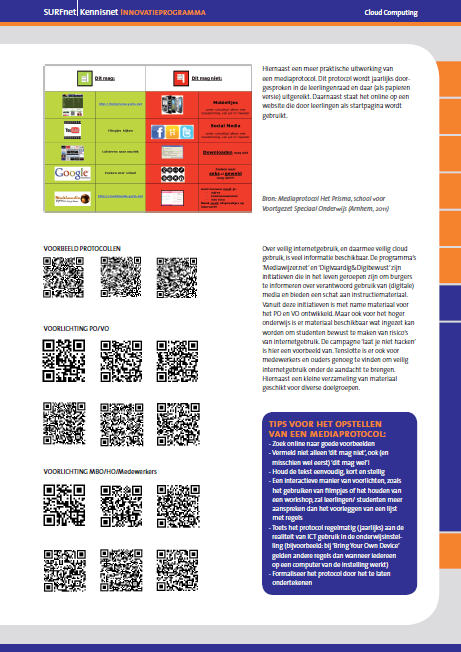 SURFnet Kennisnet INNOVATIEPROGRAMMA
Cloud Computing
Dit mag:
Dit mag niet:
Mobieltjes
Social Media
Filmpjes kijken
YouTube
Luisteren naar muziek
Downloaden
Google
Zoeken naar
seks of geweld
Hiernaast een meer praktische uitwerking van
een mediaprotocol. Dit protocol wordt jaarlijks door-
gesproken in de leerlingenraad en daar (als papieren
versie) uitgereikt. Daarnaast staat het online op een
website die door leerlingen als startpagina wordt
gebruikt.
Bron: Mediaprotocol Het Prisma, school voor
Voortgezet Speciaal Onderwijs (Arnhem, 2011)
VOORBEELD PROTOCOLLEN
VOORLICHTING PO/VO
VOORLICHTING MBO/HO/Medewerkers
Over veilig internetgebruik, en daarmee veilig cloud
gebruik, is veel informatie beschikbaar. De programma's
'Mediawijzer.net' en 'Digivaardig&Digibewust' zijn
initiatieven die in het leven geroepen zijn om burgers
te informeren over verantwoord gebruik van (digitale)
media en bieden een schat aan instructiemateriaal.
Vanuit deze initiatieven is met name materiaal voor
het PO en VO ontwikkeld. Maar ook voor het hoger
onderwijs is er materiaal beschikbaar wat ingezet kan
worden om studenten bewust te maken van risico's
van internetgebruik. De campagne 'laat je niet hacken'
is hier een voorbeeld van. Tenslotte is er ook voor
medewerkers en ouders genoeg te vinden om veilig
internetgebruik onder de aandacht te brengen.
Hiernaast een kleine verzameling van materiaal
geschikt voor diverse doelgroepen.
TIPS VOOR HET OPSTELLEN
VAN EEN MEDIAPROTOCOL:
- Zoek online naar goede voorbeelden
- Vermeld niet alleen 'dit mag niet', ook (en
misschien wel eerst) 'dit mag wel'!
- Houd de tekst eenvoudig, kort en stellig
- Een interactieve manier van voorlichten, zoals
het gebruiken van filmpjes of het houden van
een workshop, zal leerlingen/ studenten meer
aanspreken dan het voorleggen van een lijst
met regels
- Toets het protocol regelmatig (jaarlijks) aan de
realiteit van ICT gebruik in de onderwijsinstel-
ling (bijvoorbeeld: bij 'Bring Your Own Device'
gelden andere regels dan wanneer iedereen
op een computer van de instelling werkt)
- Formaliseer het protocol door het te laten
ondertekenen